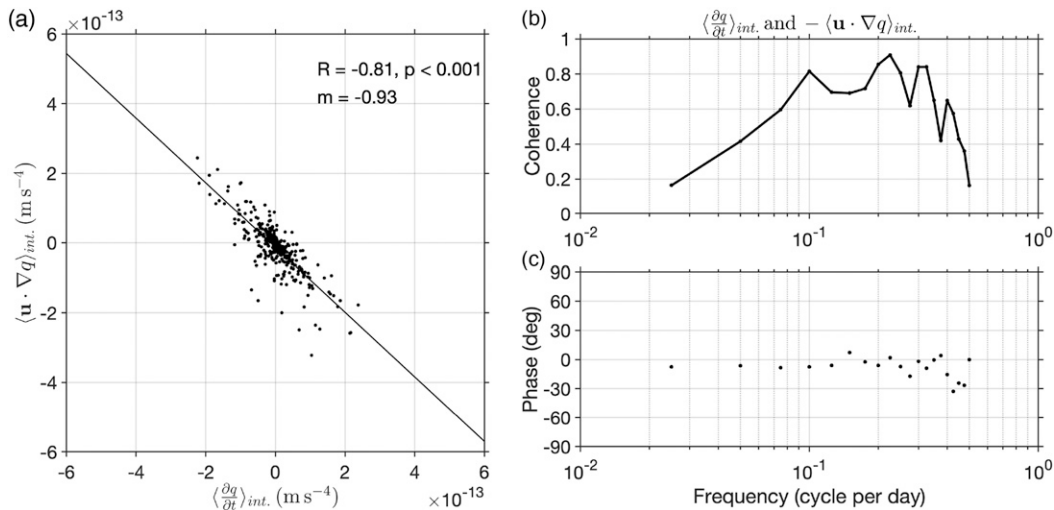 (a)
×10⁻¹³
6
4
2
0
-2
-4
-6
⟨u · ∇q⟩int. (m s⁻⁴)
R = -0.81, p < 0.001
m = -0.93
-6 -4 -2 0 2 4 6
⟨∂q/∂t⟩int. (m s⁻⁴)
×10⁻¹³
(b)
⟨∂q/∂t⟩int. and − ⟨u · ∇q⟩int.
1
0.8
0.6
0.4
0.2
0
Coherence
10⁻² 10⁻¹ 10⁰
(c)
90
60
30
0
-30
-60
-90
Phase (deg)
10⁻² 10⁻¹ 10⁰
Frequency (cycle per day)